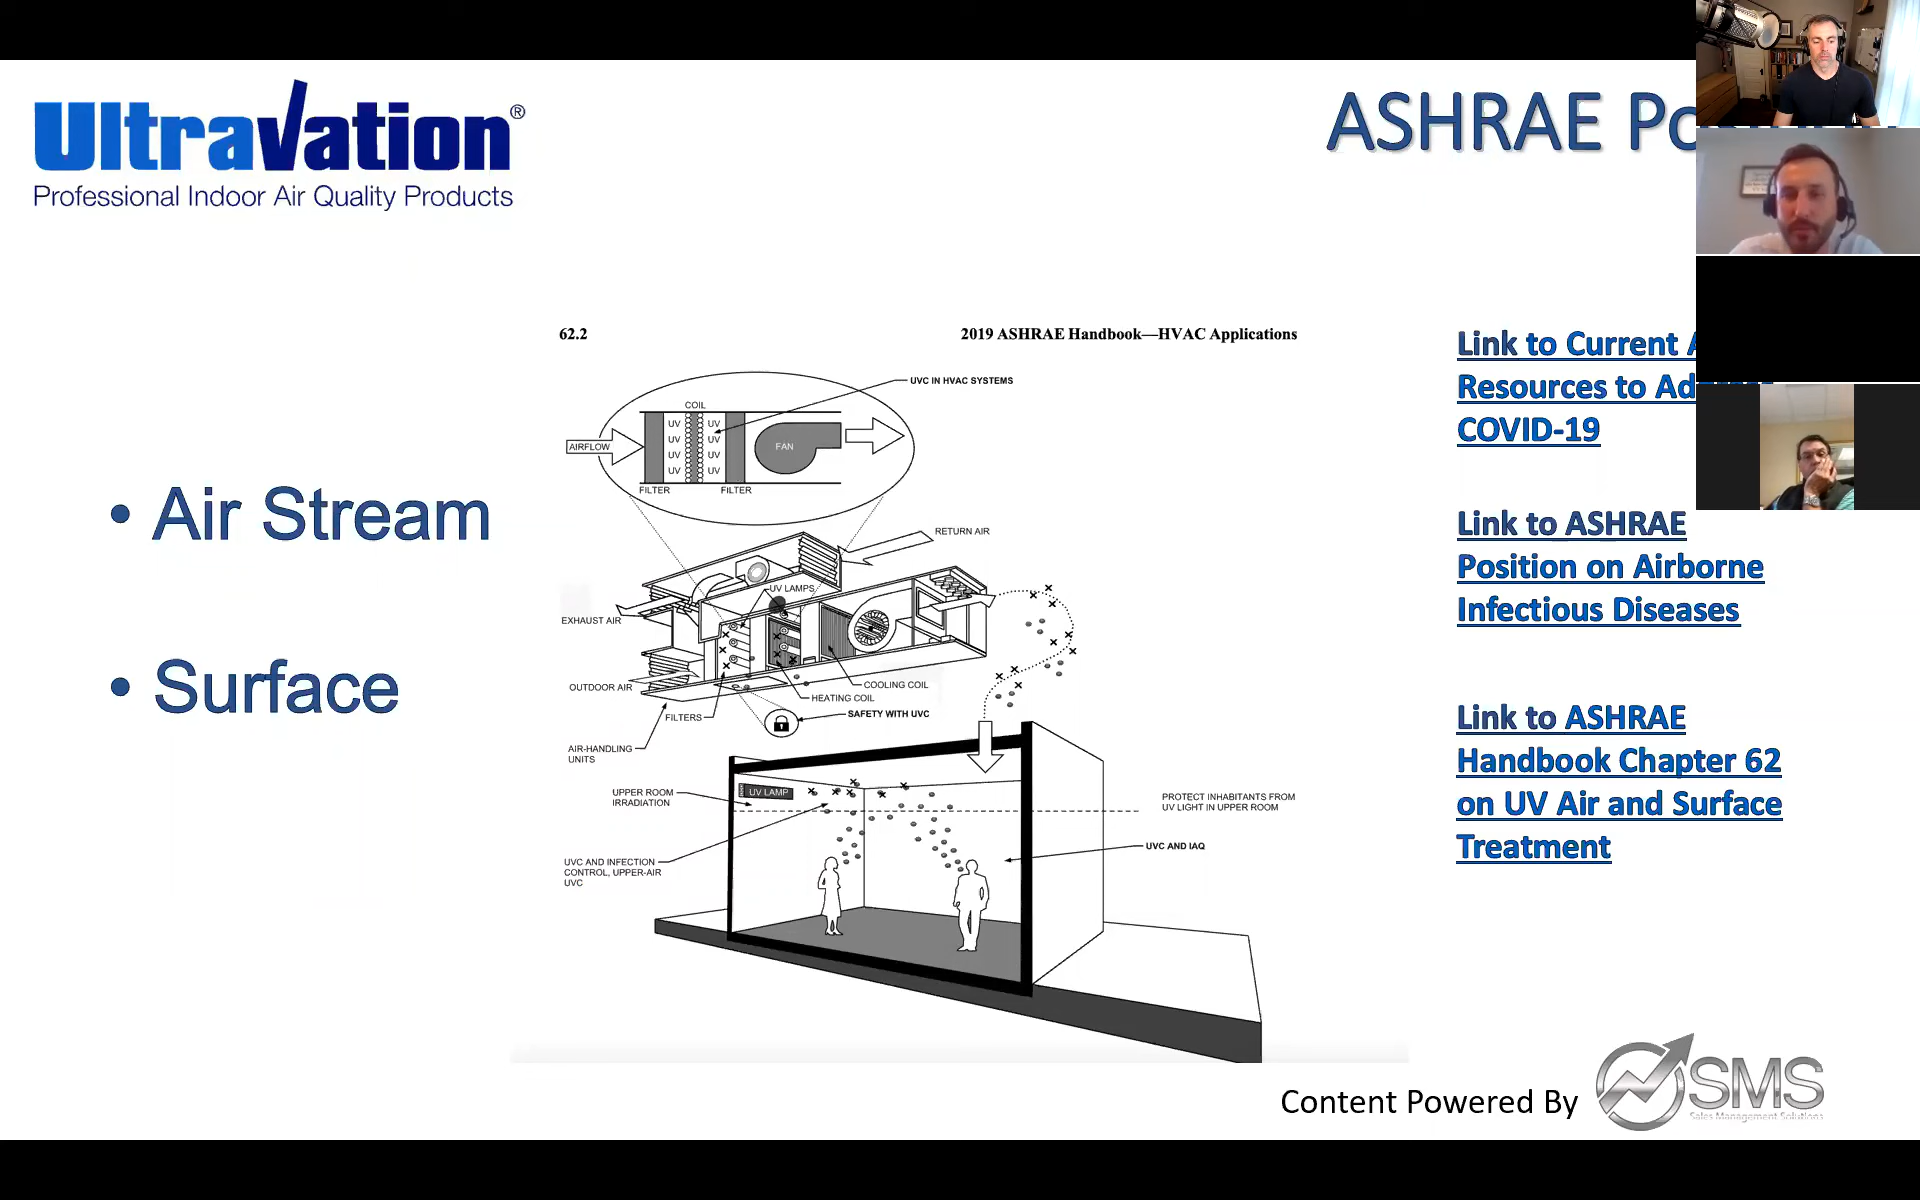 Ultravation®
Professional Indoor Air Quality Products
ASHRAE
• Air Stream
• Surface
62.2
2019 ASHRAE Handbook—HVAC Applications
UVC IN HVAC SYSTEMS
COIL
UV UV
UV UV
UV UV
UV UV
AIRFLOW
FAN
FILTER
FILTER
RETURN AIR
UV LAMPS
EXHAUST AIR
OUTDOOR AIR
COOLING COIL
HEATING COIL
FILTERS
SAFETY WITH UVC
AIR-HANDLING
UNITS
UV LAMP
UPPER ROOM
IRRADIATION
PROTECT INHABITANTS FROM
UV LIGHT IN UPPER ROOM
UVC AND IAQ
UVC AND INFECTION
CONTROL, UPPER-AIR
UVC
Link to Current
Resources to
COVID-19
Link to ASHRAE
Position on Airborne
Infectious Diseases
Link to ASHRAE
Handbook Chapter 62
on UV Air and Surface
Treatment
Content Powered By
SMS
Sales Management Solutions